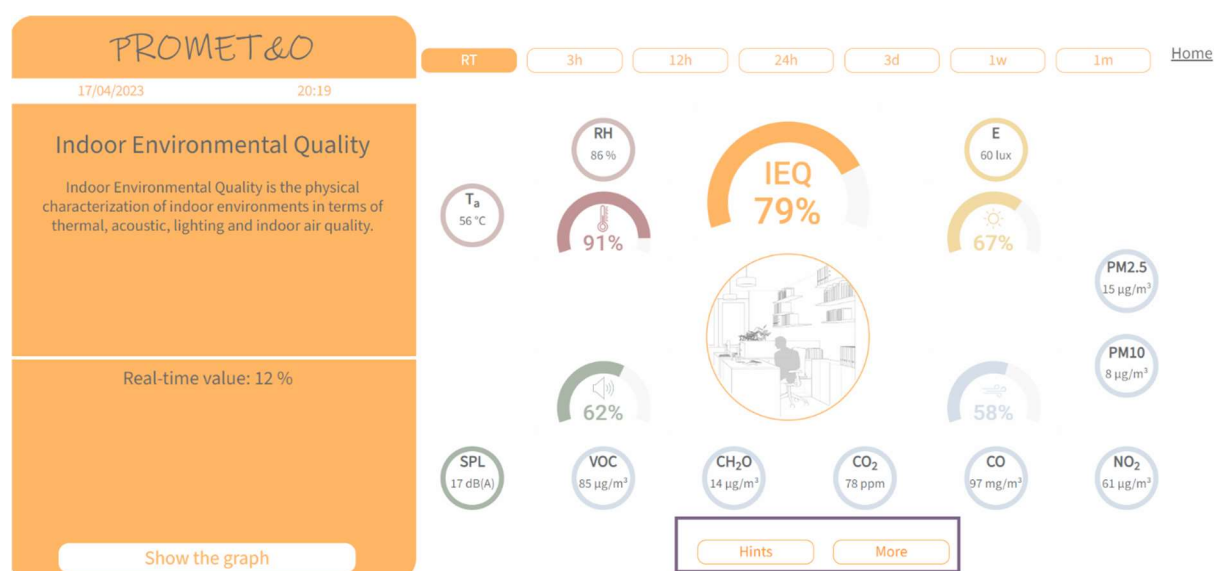 PROMET&O
17/04/2023 20:19
Indoor Environmental Quality
Indoor Environmental Quality is the physical
characterization of indoor environments in terms of
thermal, acoustic, lighting and indoor air quality.
Real-time value: 12 %
Show the graph
RT 3h 12h 24h 3d 1w 1m Home
RH
86 %
IEQ
79%
E
60 lux
Ta
56 °C
91%
67%
PM2.5
15 µg/m³
PM10
8 µg/m³
62%
58%
SPL
17 dB(A)
VOC
85 µg/m³
CH₂O
14 µg/m³
CO₂
78 ppm
CO
97 mg/m³
NO₂
61 µg/m³
Hints More